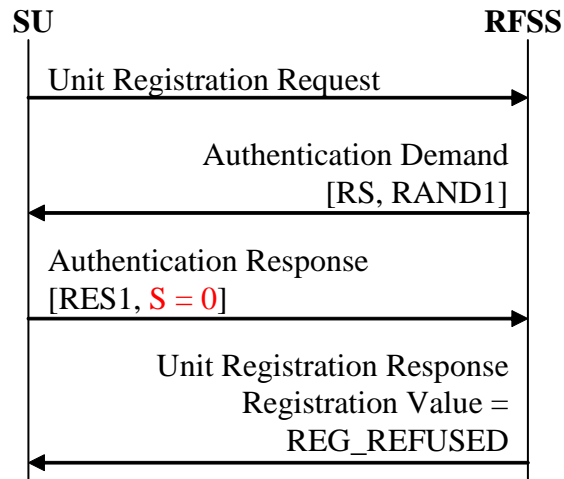 SU RFSS
Unit Registration Request
Authentication Demand
[RS, RAND1]
Authentication Response
[RES1, S = 0]
Unit Registration Response
Registration Value =
REG_REFUSED